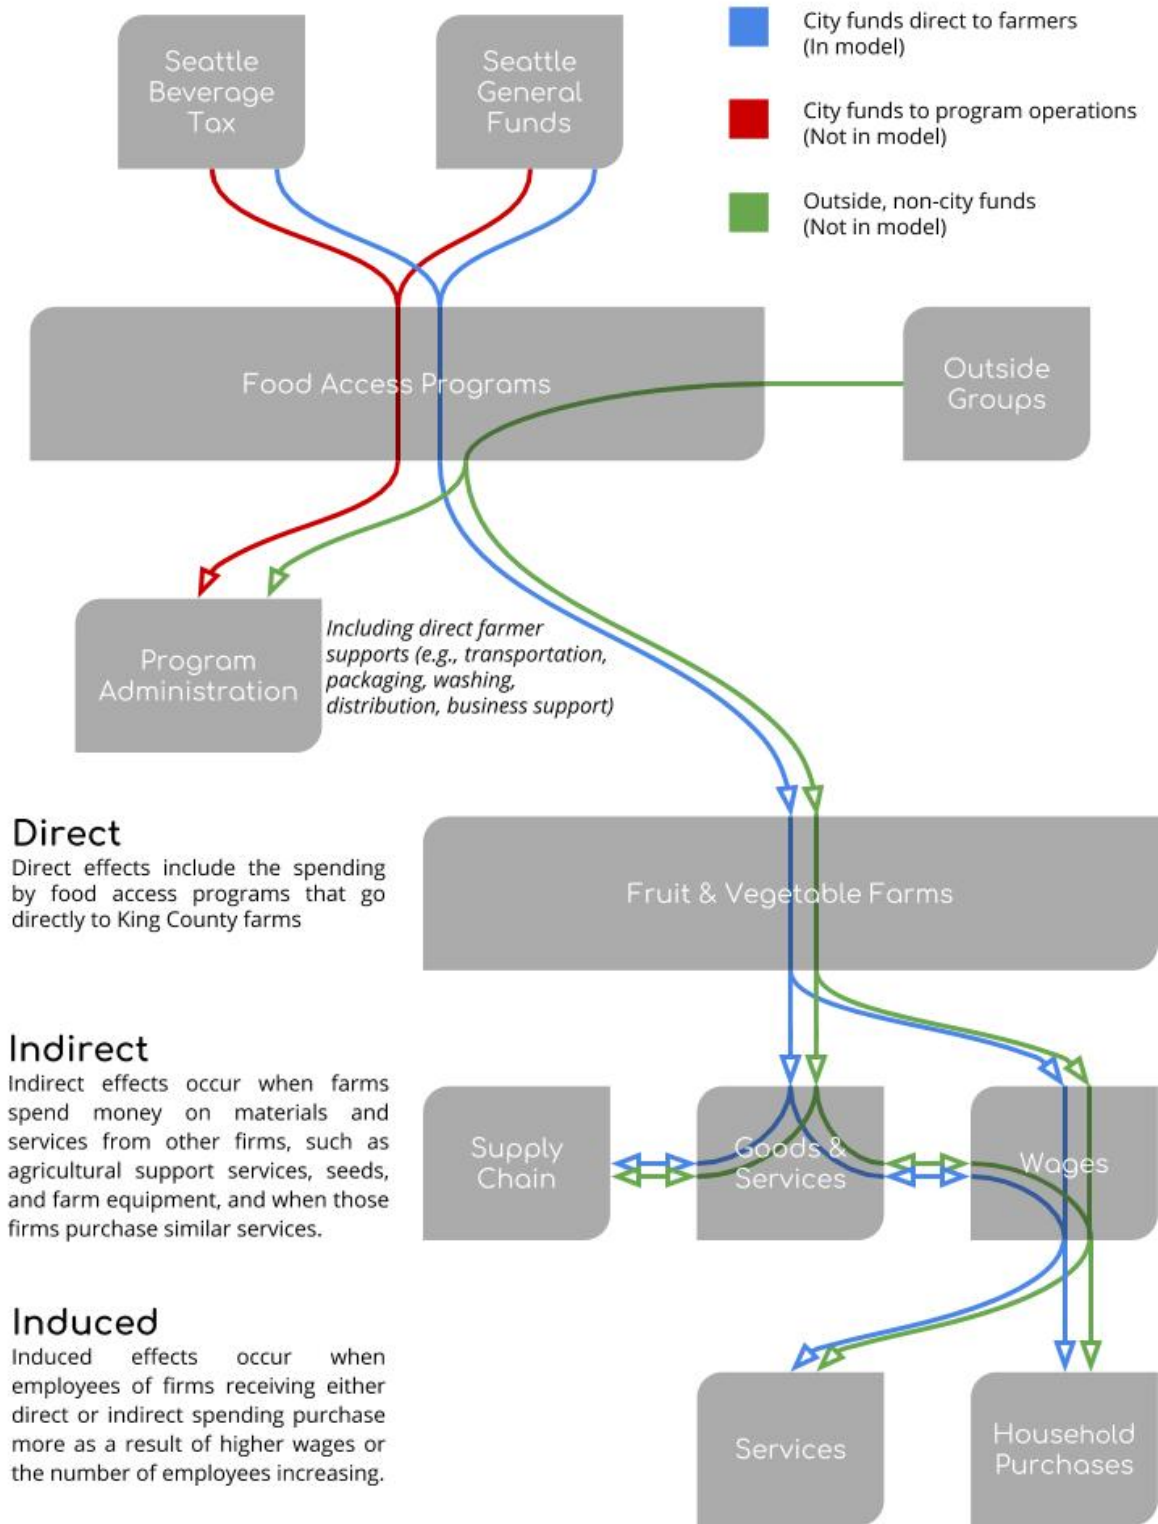 Seattle
Beverage
Tax
Seattle
General
Funds
City funds direct to farmers
(In model)
City funds to program operations
(Not in model)
Outside, non-city funds
(Not in model)
Food Access Programs
Outside
Groups
Program
Administration
Including direct farmer
supports (e.g., transportation,
packaging, washing,
distribution, business support)
Direct
Direct effects include the spending
by food access programs that go
directly to King County farms
Fruit & Vegetable Farms
Indirect
Indirect effects occur when farms
spend money on materials and
services from other firms, such as
agricultural support services, seeds,
and farm equipment, and when those
firms purchase similar services.
Supply
Chain
Goods &
Services
Wages
Induced
Induced effects occur when
employees of firms receiving either
direct or indirect spending purchase
more as a result of higher wages or
the number of employees increasing.
Services
Household
Purchases